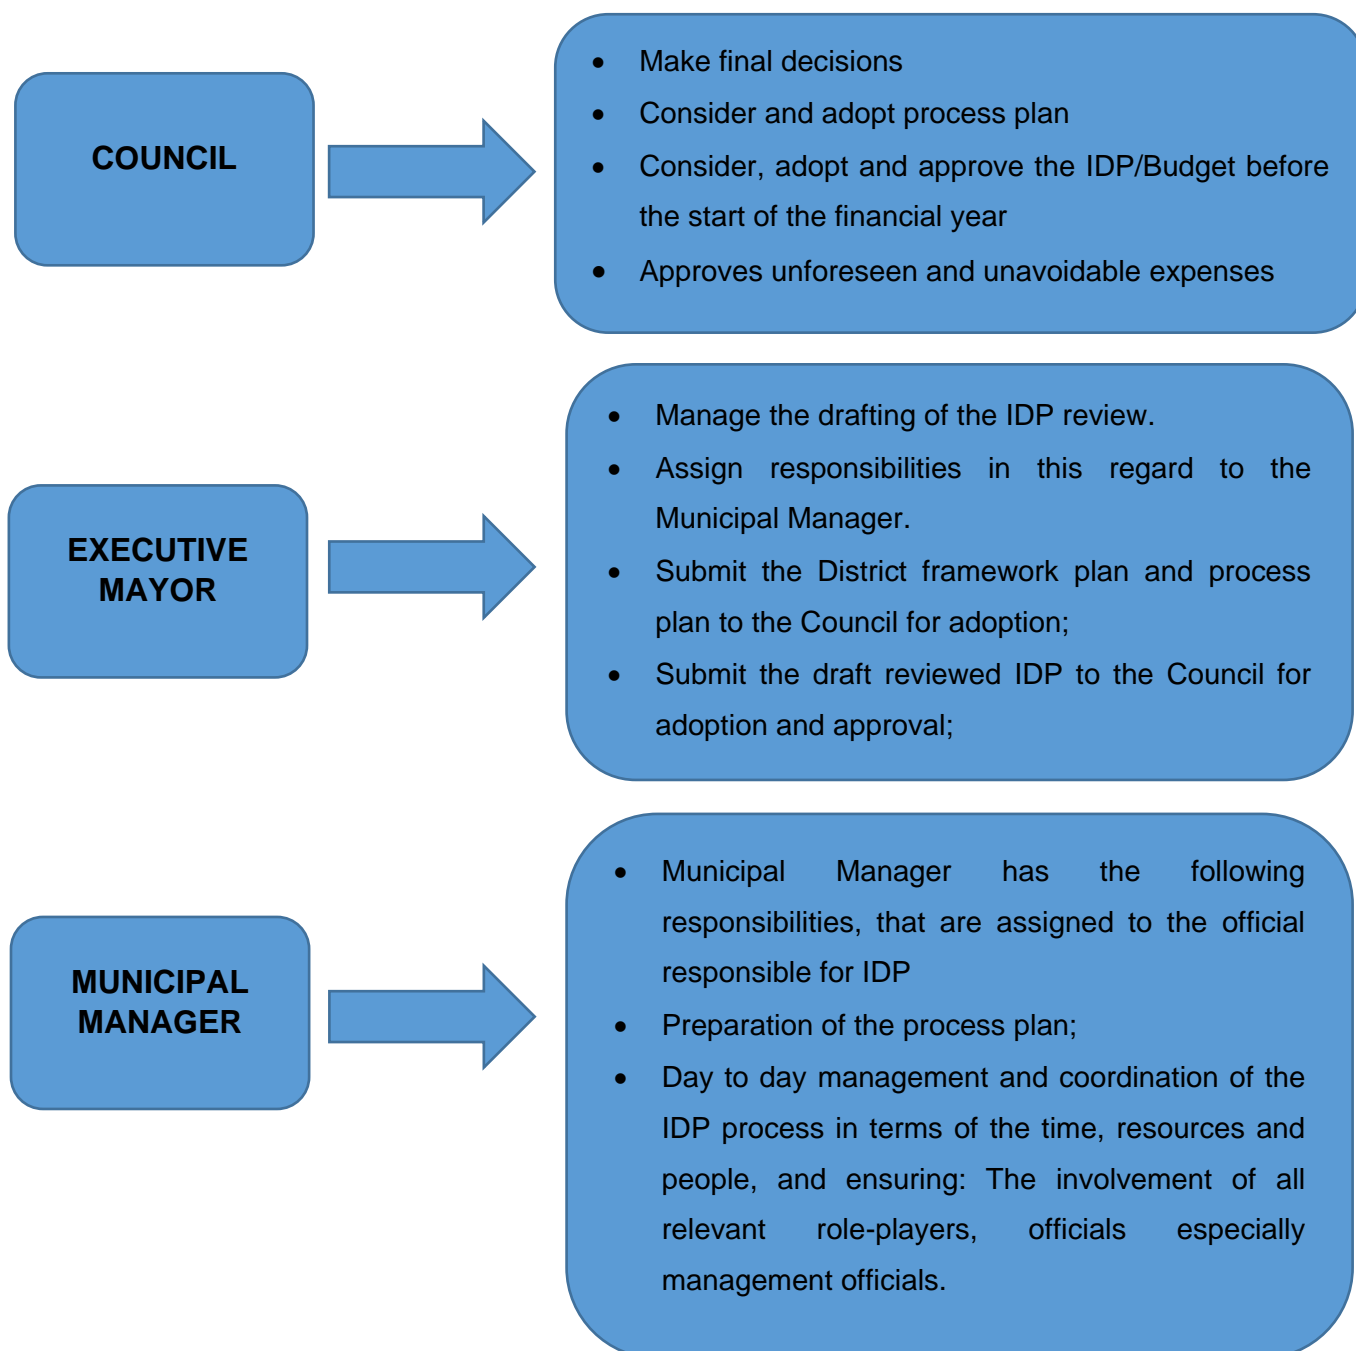 COUNCIL
• Make final decisions
• Consider and adopt process plan
• Consider, adopt and approve the IDP/Budget before
the start of the financial year
• Approves unforeseen and unavoidable expenses
EXECUTIVE
MAYOR
• Manage the drafting of the IDP review.
• Assign responsibilities in this regard to the
Municipal Manager.
• Submit the District framework plan and process
plan to the Council for adoption;
• Submit the draft reviewed IDP to the Council for
adoption and approval;
MUNICIPAL
MANAGER
• Municipal Manager has the following
responsibilities, that are assigned to the official
responsible for IDP
• Preparation of the process plan;
• Day to day management and coordination of the
IDP process in terms of the time, resources and
people, and ensuring: The involvement of all
relevant role-players, officials especially
management officials.